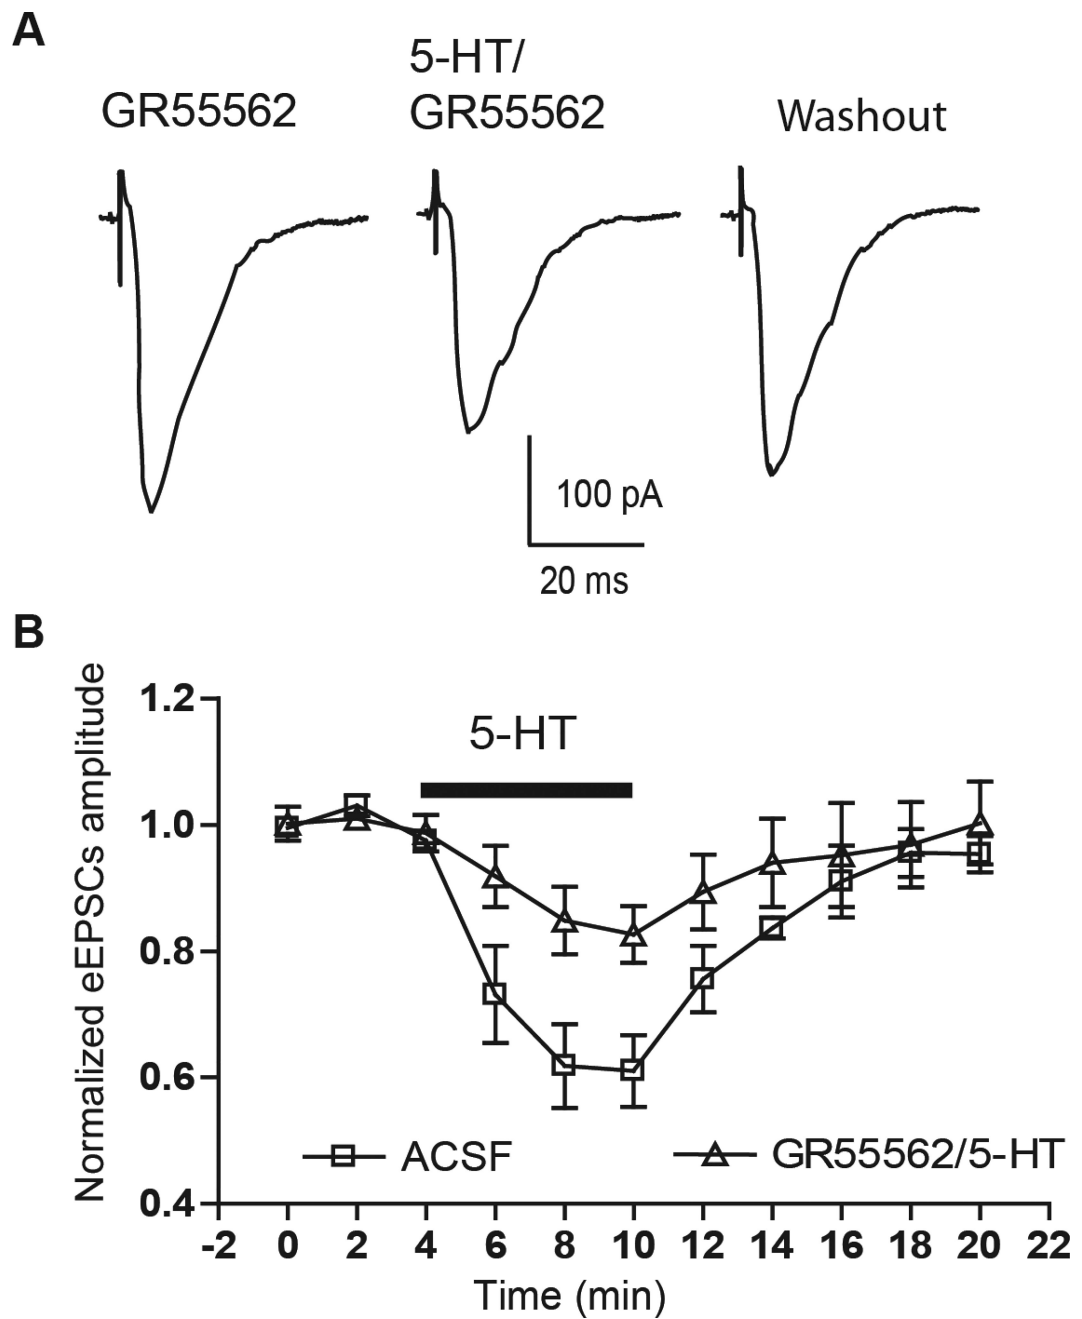 A
GR55562
5-HT/
GR55562
Washout
100 pA
20 ms
B
Normalized eEPSCs amplitude
1.2
1.0
0.8
0.6
0.4
5-HT
ACSF
GR55562/5-HT
-2 0 2 4 6 8 10 12 14 16 18 20 22
Time (min)